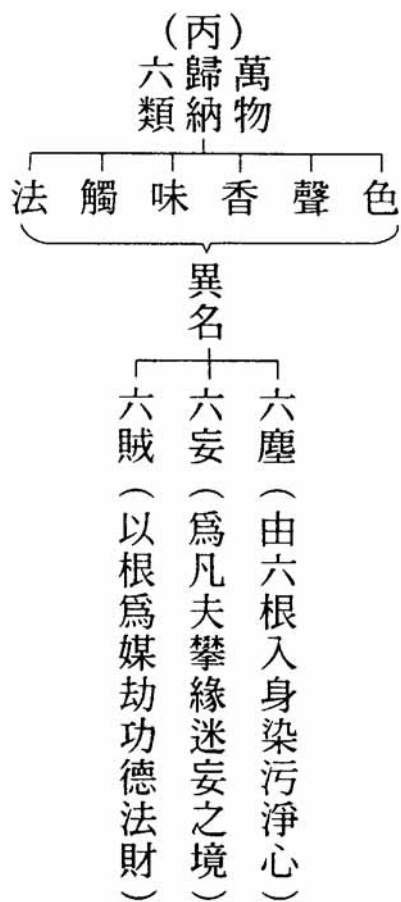 (丙)
萬物
歸納
六類
色
聲
香
味
觸
法
異名
六塵(由六根入身染污淨心)
六妄(爲凡夫攀緣迷妄之境)
六賊(以根爲媒劫功德法財)